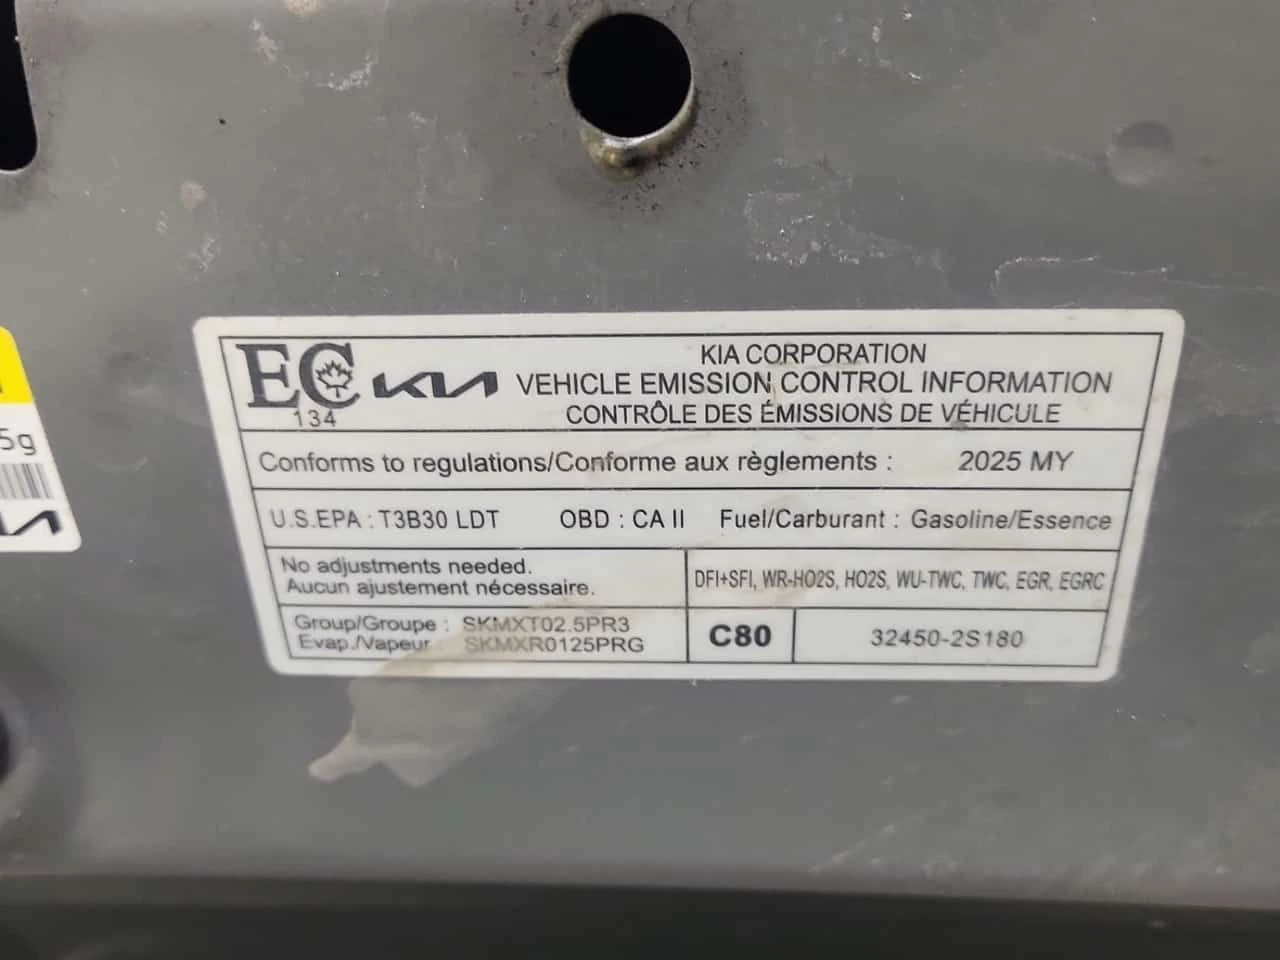 EC
134
KIA
KIA CORPORATION
VEHICLE EMISSION CONTROL INFORMATION
CONTRÔLE DES ÉMISSIONS DE VÉHICULE
Conforms to regulations/Conforme aux règlements : 2025 MY
U.S.EPA : T3B30 LDT OBD : CA II Fuel/Carburant : Gasoline/Essence
No adjustments needed.
Aucun ajustement nécessaire.
DFI+SFI, WR-HO2S, HO2S, WU-TWC, TWC, EGR, EGRC
Group/Groupe : SKMXT02.5PR3
Evap./Vapeur : SKMXR0125PRG
C80
32450-2S180
5g